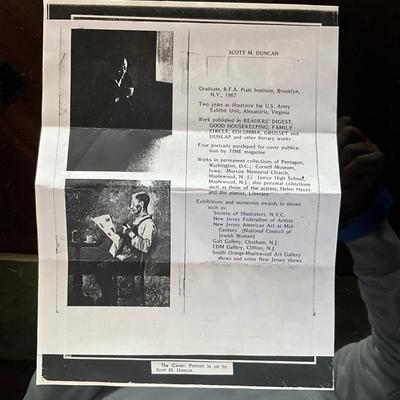 SCOTT M. DUNCAN
Graduate, B.F.A. Pratt Institute, Brooklyn,
N.Y., 1967
Two years as illustrator for U.S. Army
Exhibit Unit, Alexandria, Virginia
Work published in READERS' DIGEST,
GOOD HOUSEKEEPING, FAMILY
CIRCLE, COLUMBIA, GROSSET and
DUNLAP and other literary works
Four portraits purchased for cover publica-
tion by TIME magazine
Works in permanent collections of Pentagon,
Washington, D.C.; Cornell Museum,
Iowa; Morrow Memorial Church,
Maplewood, N.J.; Junior High School,
Maplewood, N.J.; also personal collections
such as those of the actress, Helen Hayes
and the pianist, Liberace
Exhibitions and numerous awards in shows
such as:
Society of Illustrators, N.Y.C.
New Jersey Federation of Artists
New Jersey American Art at Mid-
Century (National Council of
Jewish Women)
Galt Gallery, Chatham, N.J.
EDM Gallery, Clifton, N.J.
South Orange-Maplewood Art Gallery
shows and other New Jersey shows
The Cover: Portrait in oil by
Scott M. Duncan.